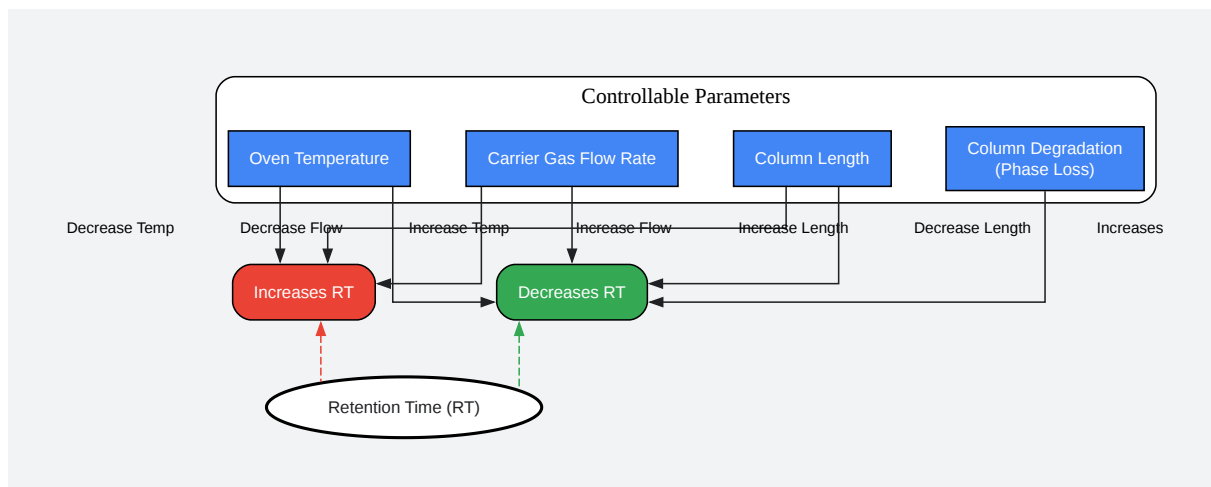 Controllable Parameters
Oven Temperature
Carrier Gas Flow Rate
Column Length
Column Degradation
(Phase Loss)
Decrease Temp
Decrease Flow
Increase Temp
Increase Flow
Increase Length
Decrease Length
Increases
Increases RT
Decreases RT
Retention Time (RT)